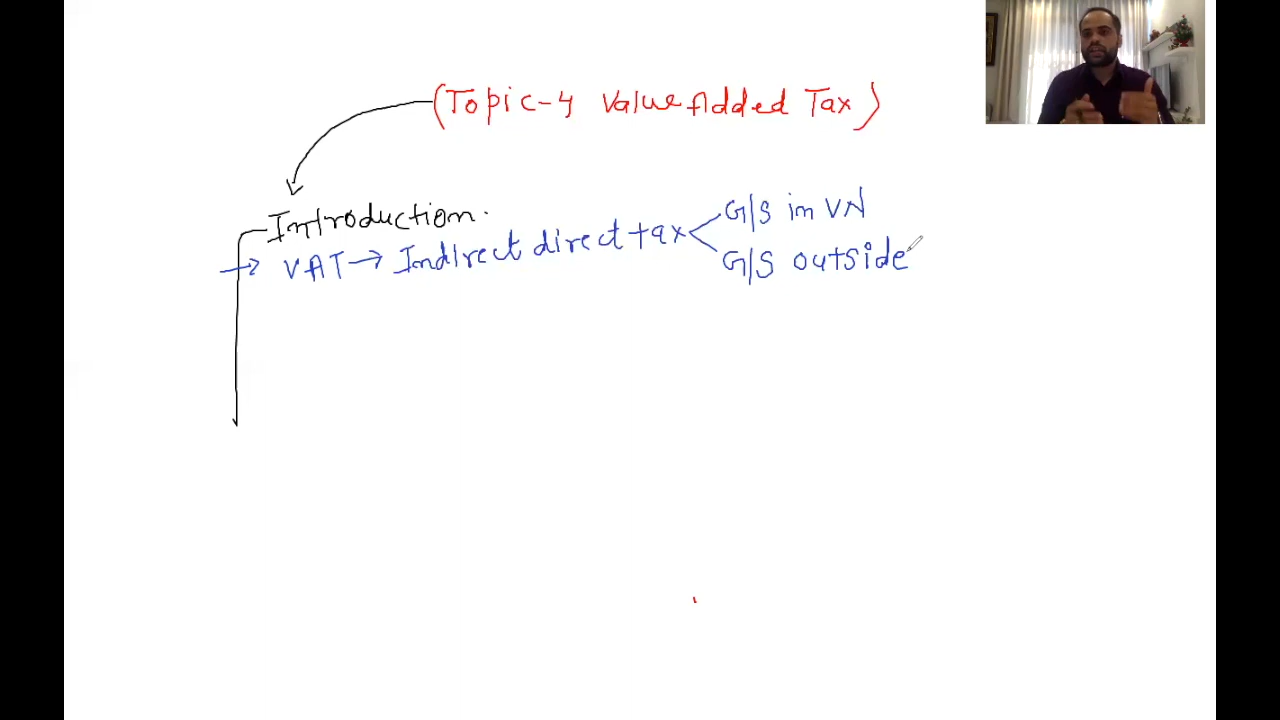 (Topic-4 Value Added Tax)
Introduction.
VAT → Indirect direct tax
G/S in VN
G/S outside